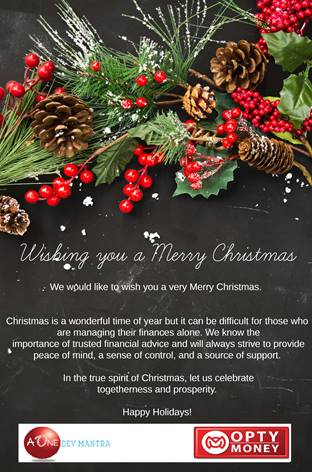 Wishing you a Merry Christmas
We would like to wish you a very Merry Christmas.
Christmas is a wonderful time of year but it can be difficult for those who
are managing their finances alone. We know the
importance of trusted financial advice and will always strive to provide
peace of mind, a sense of control, and a source of support.
In the true spirit of Christmas, let us celebrate
togetherness and prosperity.
Happy Holidays!
A-ONE DEV MANTRA
OPTY
MONEY